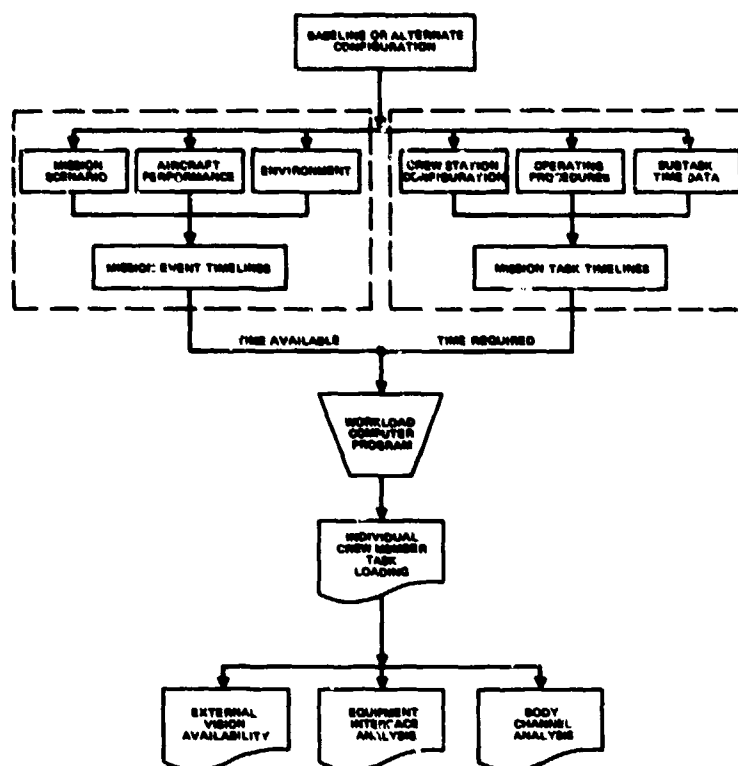 BASELINE OR ALTERNATE
CONFIGURATION
MISSION
SCENARIO
AIRCRAFT
PERFORMANCE
ENVIRONMENT
CREW STATION
CONFIGURATION
OPERATING
PROCEDURES
SUBTASK
TIME DATA
MISSION EVENT TIMELINES
MISSION TASK TIMELINES
TIME AVAILABLE
TIME REQUIRED
WORKLOAD
COMPUTER
PROGRAM
INDIVIDUAL
CREW MEMBER
TASK
LOADING
EXTERNAL
VISION
AVAILABILITY
EQUIPMENT
INTERFACE
ANALYSIS
BODY
CHANNEL
ANALYSIS